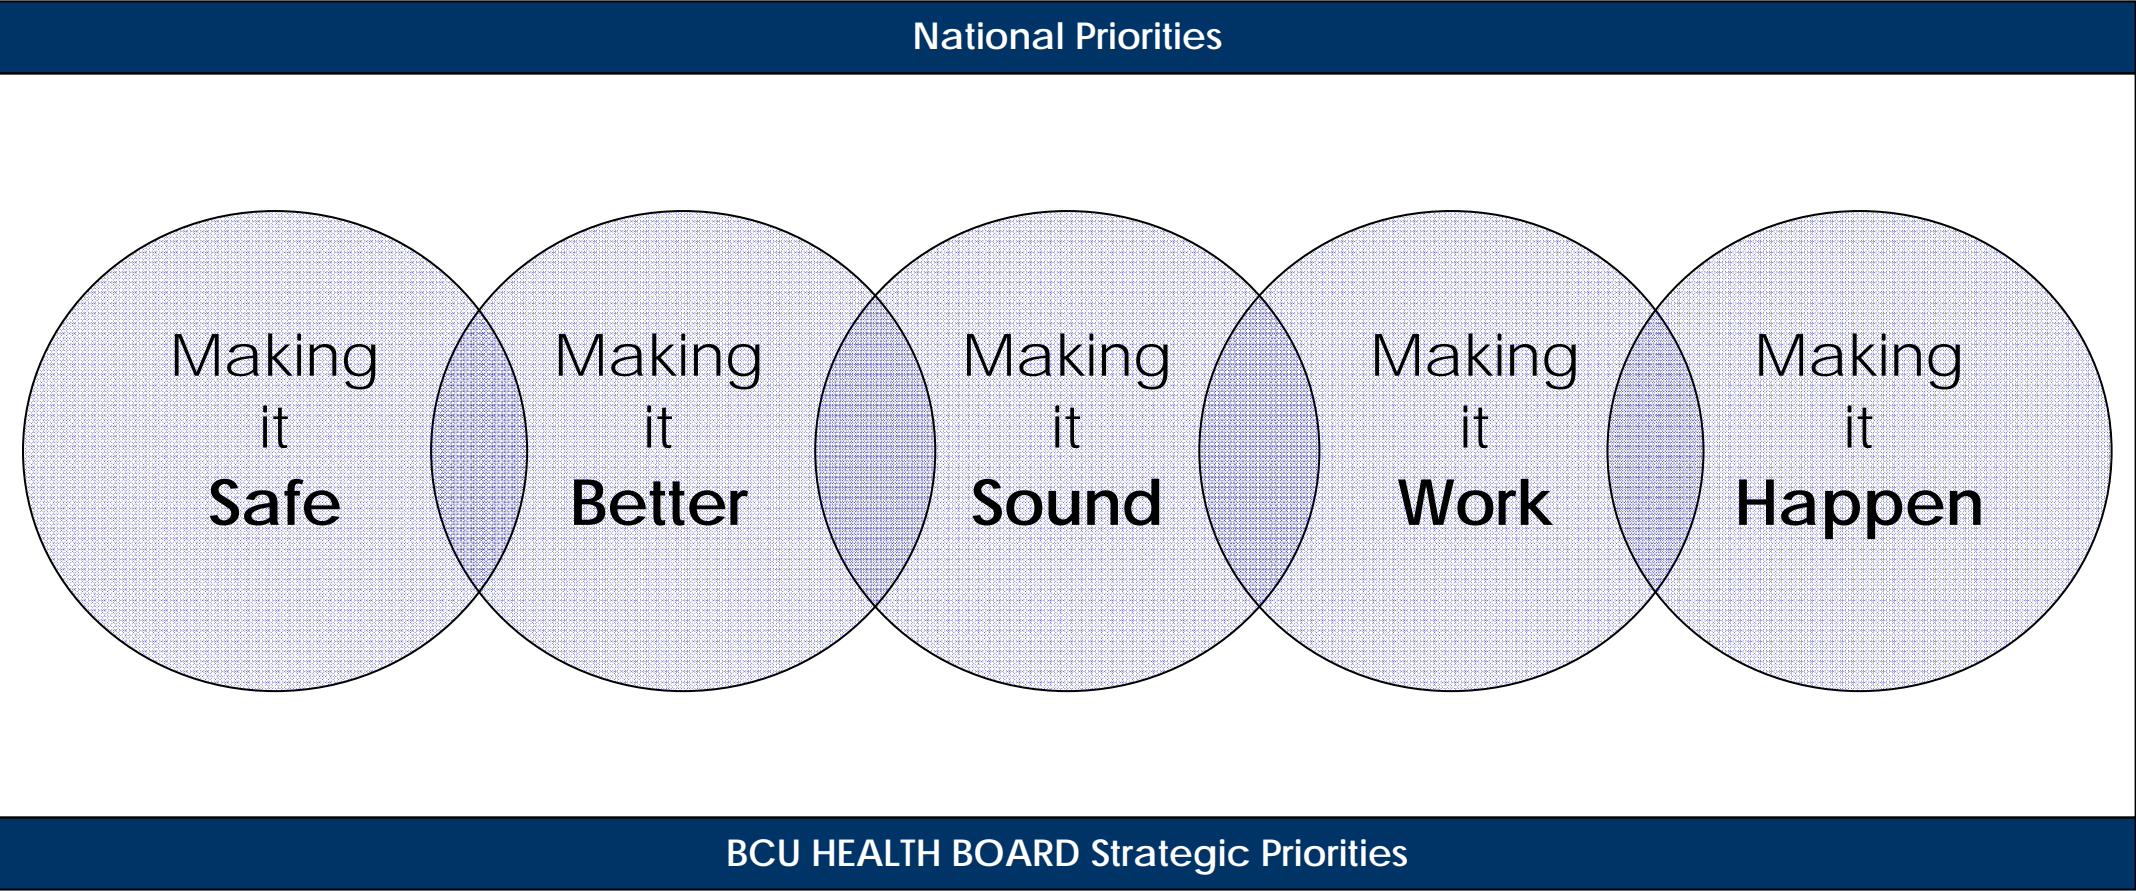 National Priorities
Making
it
Safe
Making
it
Better
Making
it
Sound
Making
it
Work
Making
it
Happen
BCU HEALTH BOARD Strategic Priorities